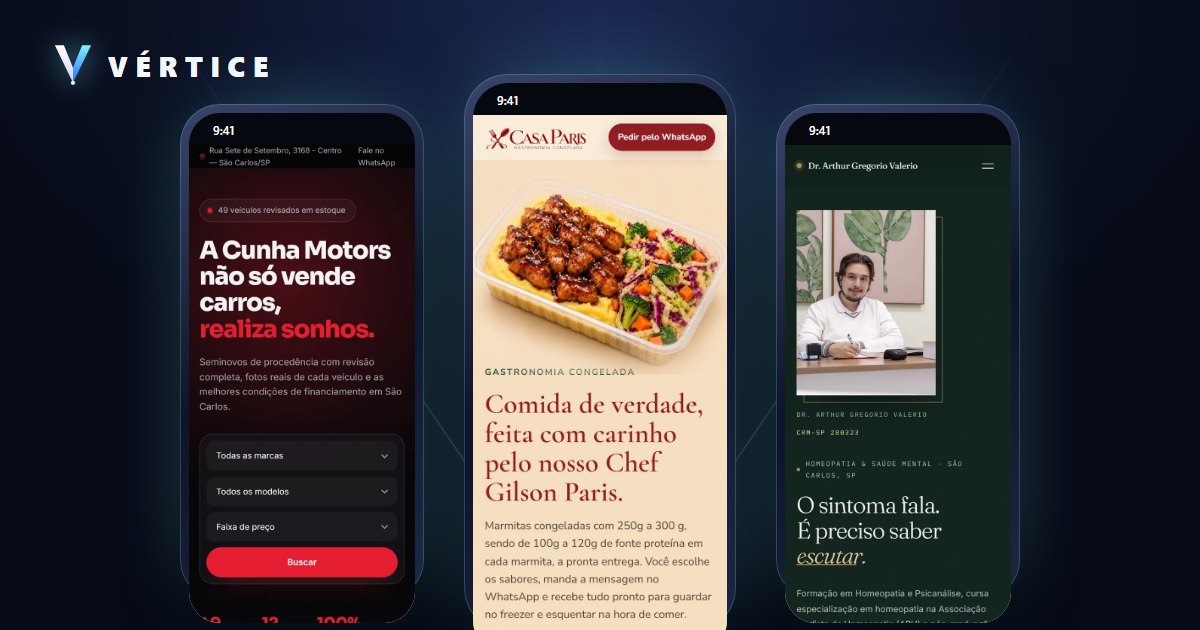 VÉRTICE
9:41
Rua Sete de Setembro, 3168 - Centro
— São Carlos/SP
Fale no
WhatsApp
49 veículos revisados em estoque
A Cunha Motors
não só vende
carros,
realiza sonhos.
Seminovos de procedência com revisão
completa, fotos reais de cada veículo e as
melhores condições de financiamento em São
Carlos.
Todas as marcas
Todos os modelos
Faixa de preço
Buscar
9:41
CASA PARIS
GASTRONOMIA CONGELADA
Pedir pelo WhatsApp
GASTRONOMIA CONGELADA
Comida de verdade,
feita com carinho
pelo nosso Chef
Gilson Paris.
Marmitas congeladas com 250g a 300 g,
sendo de 100g a 120g de fonte proteína em
cada marmita, a pronta entrega. Você escolhe
os sabores, manda a mensagem no
WhatsApp e recebe tudo pronto para guardar
no freezer e esquentar na hora de comer.
9:41
Dr. Arthur Gregorio Valerio
DR. ARTHUR GREGORIO VALERIO
CRM-SP 280323
HOMEOPATIA & SAÚDE MENTAL · SÃO
CARLOS, SP
O sintoma fala.
É preciso saber
escutar.
Formação em Homeopatia e Psicanálise, cursa
especialização em homeopatia na Associação